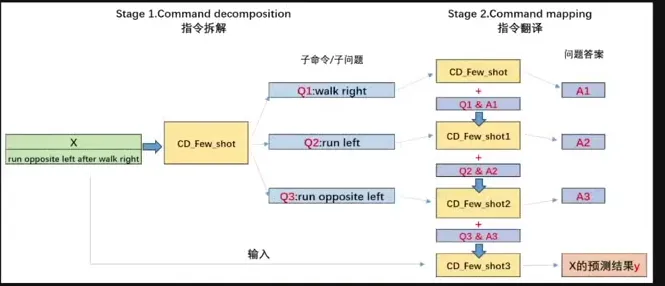 Stage 1.Command decomposition
指令拆解
Stage 2.Command mapping
指令翻译
子命令/子问题
问题答案
X
run opposite left after walk right
CD_Few_shot
Q1:walk right
Q2:run left
Q3:run opposite left
CD_Few_shot
+
Q1 & A1
CD_Few_shot1
+
Q2 & A2
CD_Few_shot2
+
Q3 & A3
CD_Few_shot3
A1
A2
A3
输入
X的预测结果y